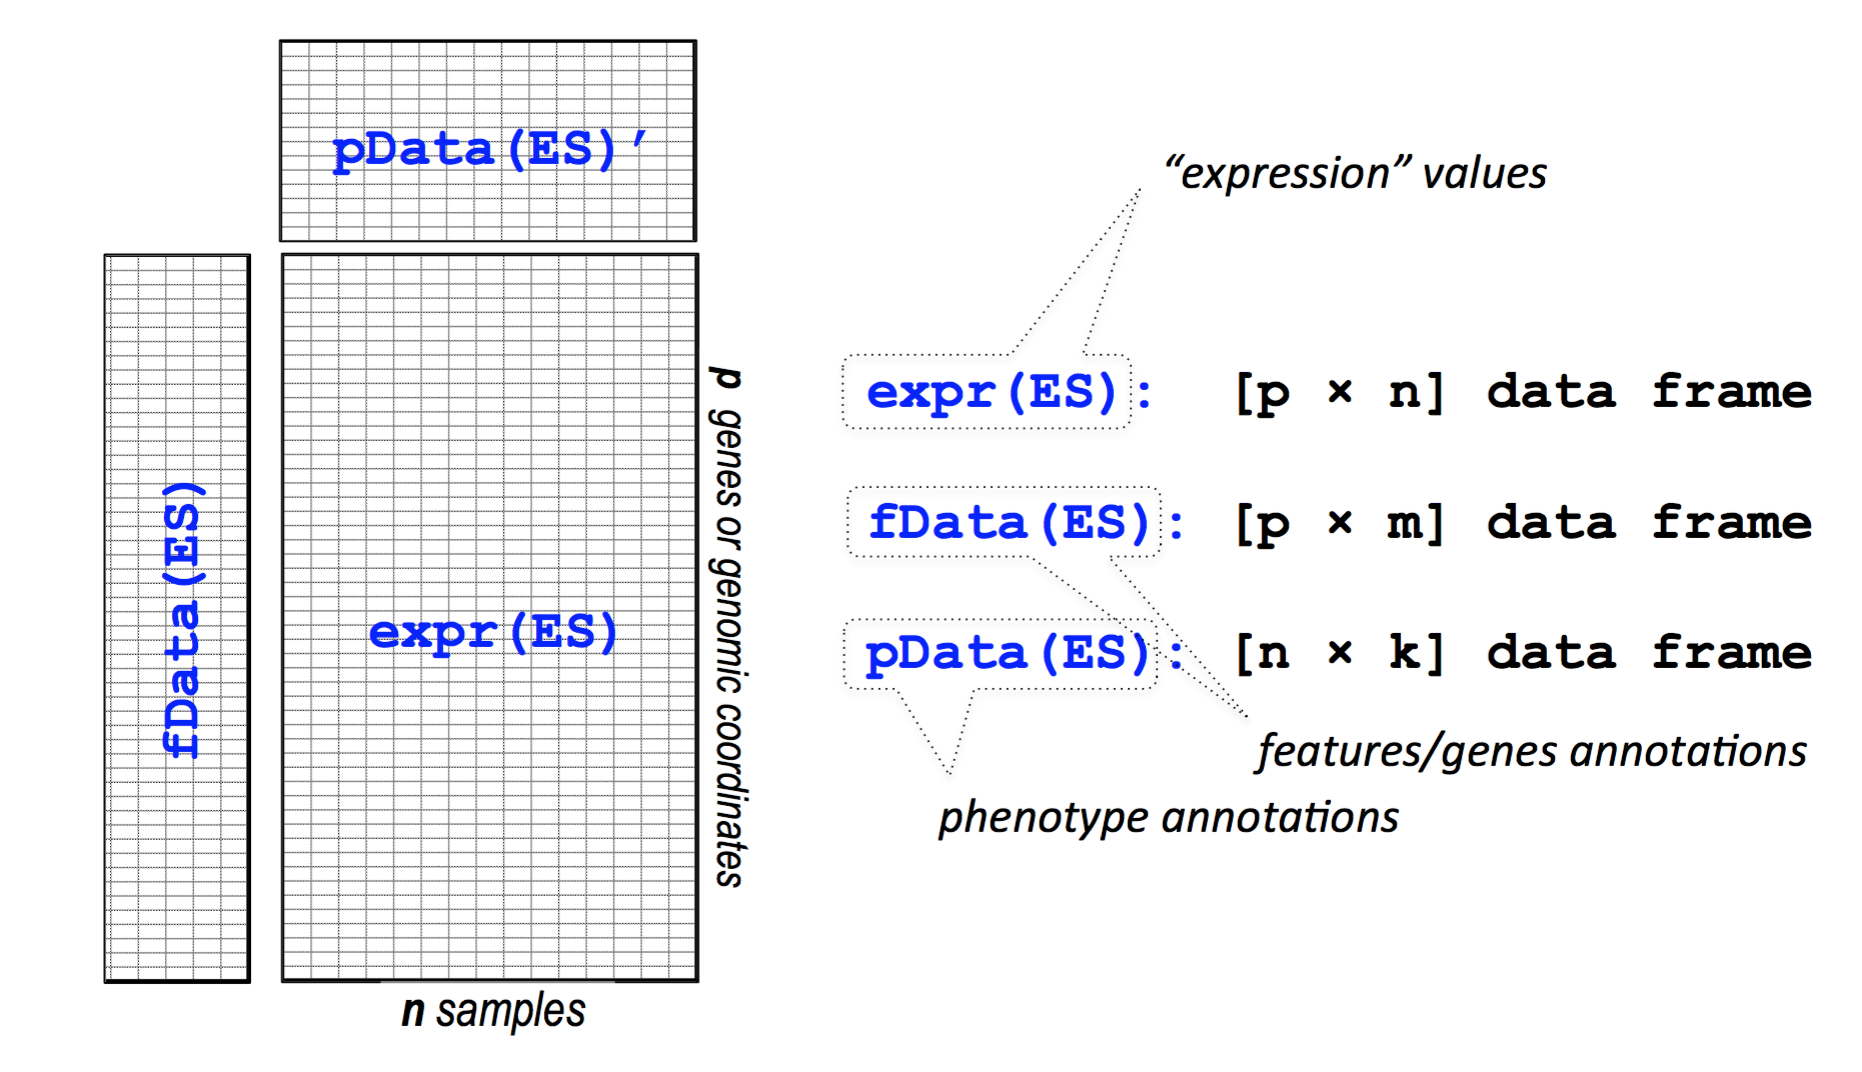 pData(ES)’
fData(ES)
expr(ES)
p genes or genomic coordinates
n samples
“expression” values
expr(ES): [p × n] data frame
fData(ES): [p × m] data frame
pData(ES): [n × k] data frame
features/genes annotations
phenotype annotations